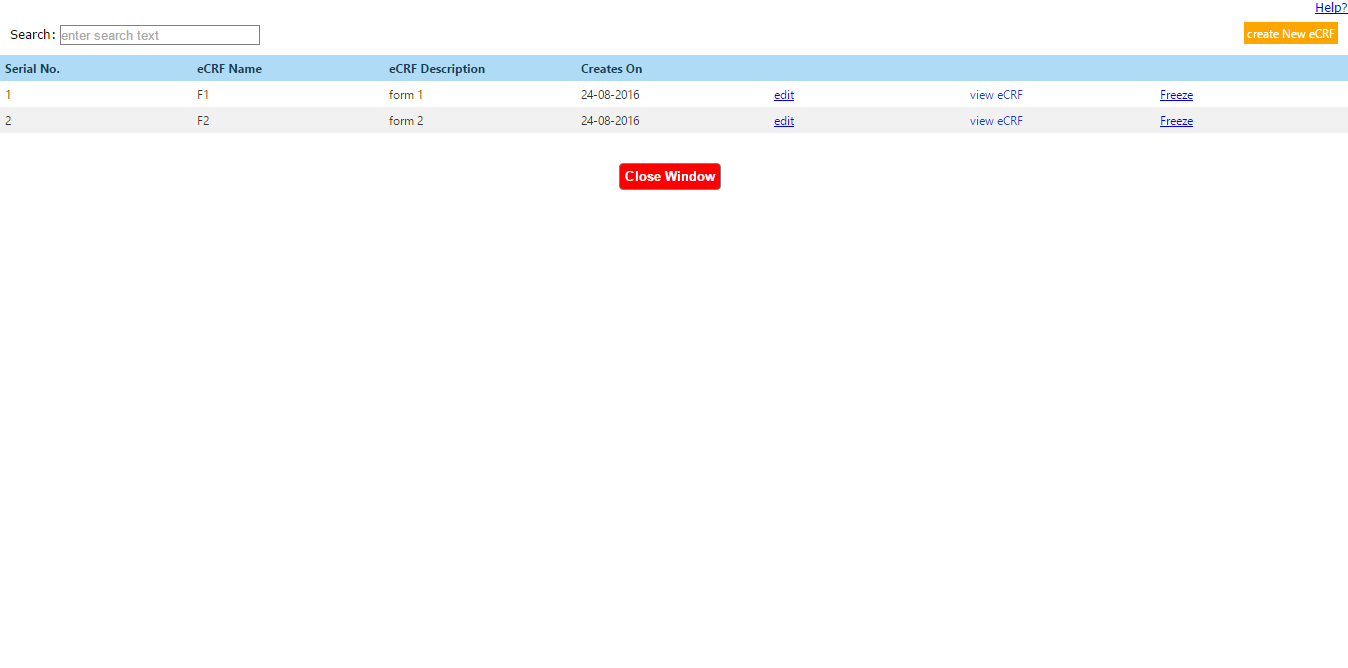 Help?
Search: enter search text create New eCRF
Serial No. eCRF Name eCRF Description Creates On
1 F1 form 1 24-08-2016 edit view eCRF Freeze
2 F2 form 2 24-08-2016 edit view eCRF Freeze
Close Window